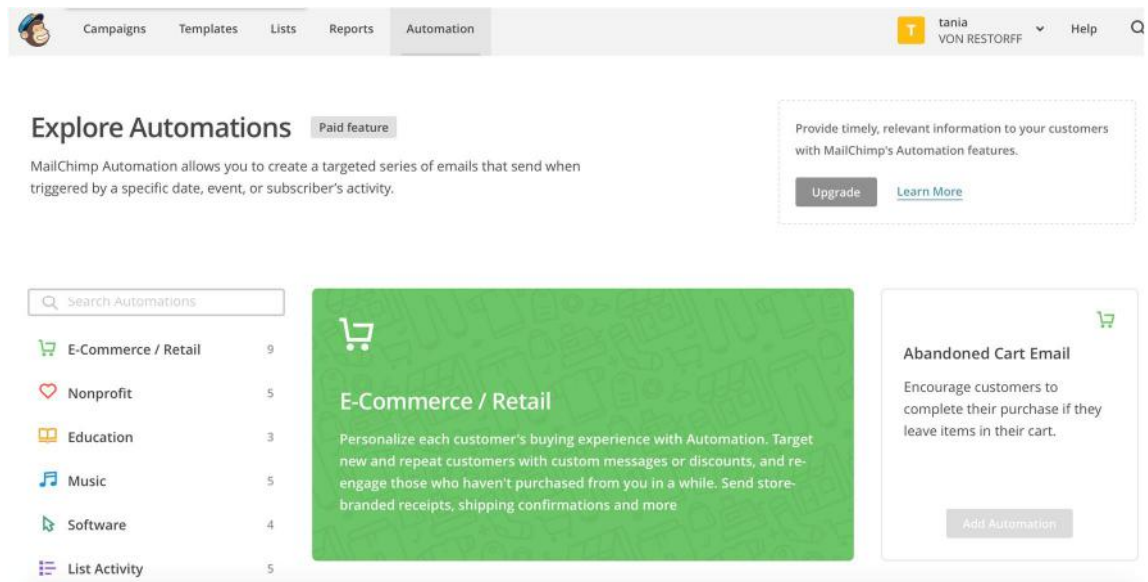 Campaigns Templates Lists Reports Automation
T
tania
VON RESTORFF
Help
Explore Automations Paid feature
MailChimp Automation allows you to create a targeted series of emails that send when
triggered by a specific date, event, or subscriber's activity.
Provide timely, relevant information to your customers
with MailChimp's Automation features.
Upgrade Learn More
Search Automations
E-Commerce / Retail 9
Nonprofit 5
Education 3
Music 5
Software 4
List Activity 5
E-Commerce / Retail
Personalize each customer's buying experience with Automation. Target
new and repeat customers with custom messages or discounts, and re-
engage those who haven't purchased from you in a while. Send store-
branded receipts, shipping confirmations and more
Abandoned Cart Email
Encourage customers to
complete their purchase if they
leave items in their cart.
Add Automation